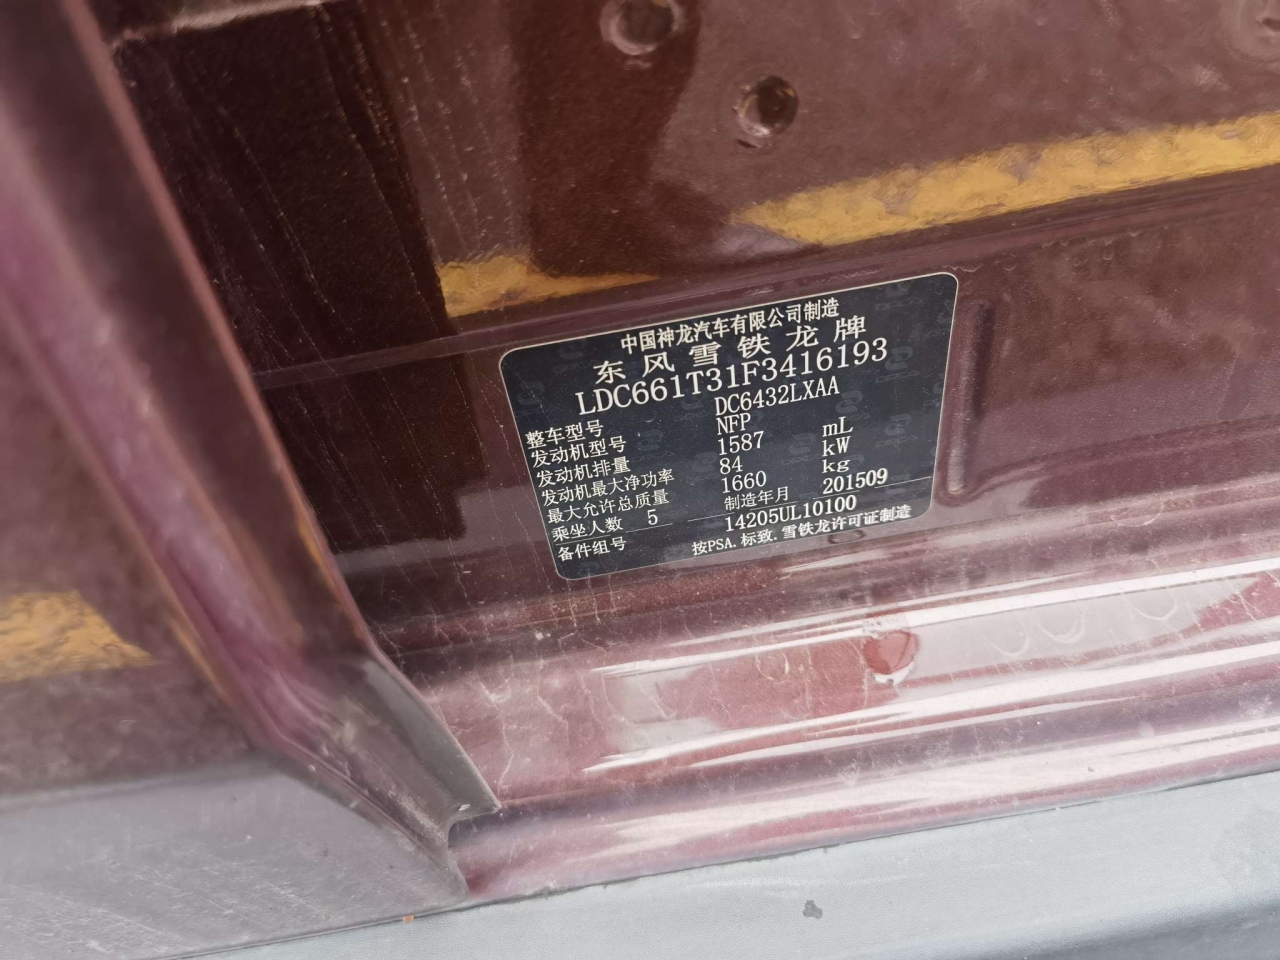 中国神龙汽车有限公司制造
东风雪铁龙牌
LDC661T31F3416193
整车型号 DC6432LXAA
发动机型号 NFP
发动机排量 1587 mL
发动机最大净功率 84 kW
最大允许总质量 1660 kg
乘坐人数 5 制造年月 201509
备件组号 14205UL10100
按PSA.标致.雪铁龙许可证制造